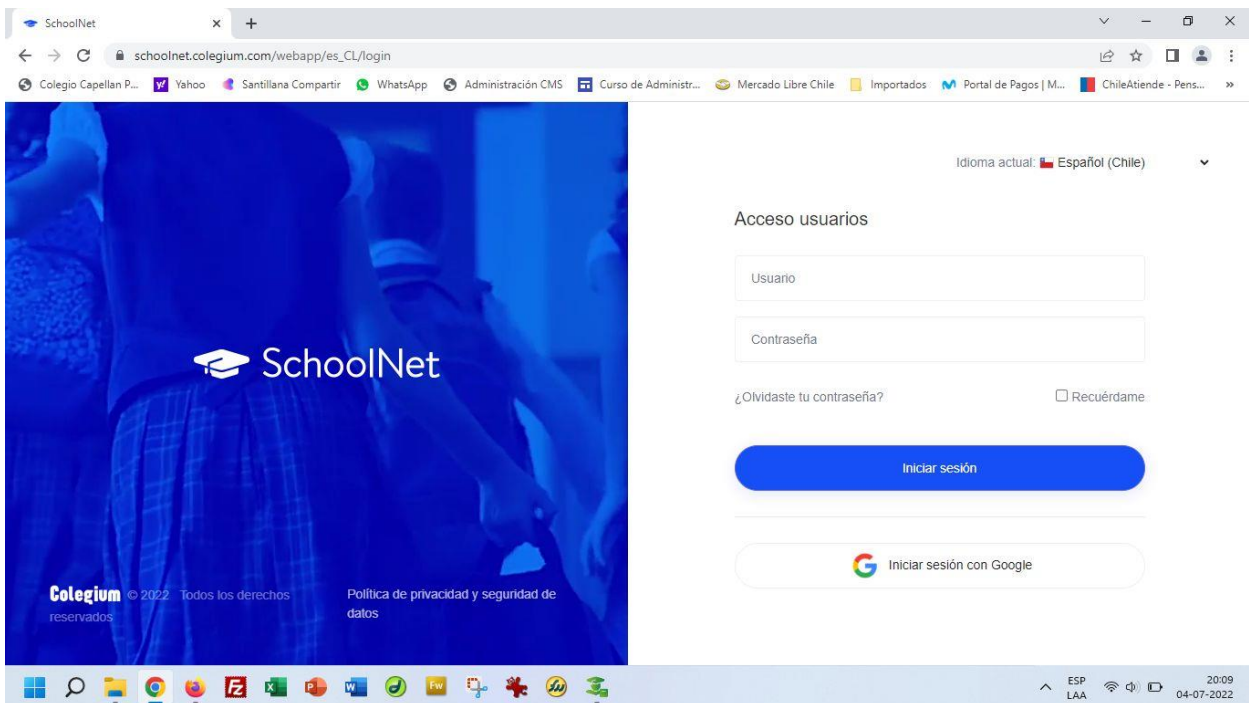 SchoolNet
schoolnet.colegium.com/webapp/es_CL/login
Colegio Capellan P... Yahoo Santillana Compartir WhatsApp Administración CMS Curso de Administr... Mercado Libre Chile Importados Portal de Pagos | M... ChileAtiende - Pens... »
Idioma actual: Español (Chile)
Acceso usuarios
Usuario
Contraseña
¿Olvidaste tu contraseña? Recuérdame
Iniciar sesión
Iniciar sesión con Google
SchoolNet
Colegium © 2022 Todos los derechos
reservados
Política de privacidad y seguridad de
datos
Fw
ESP
LAA
20:09
04-07-2022